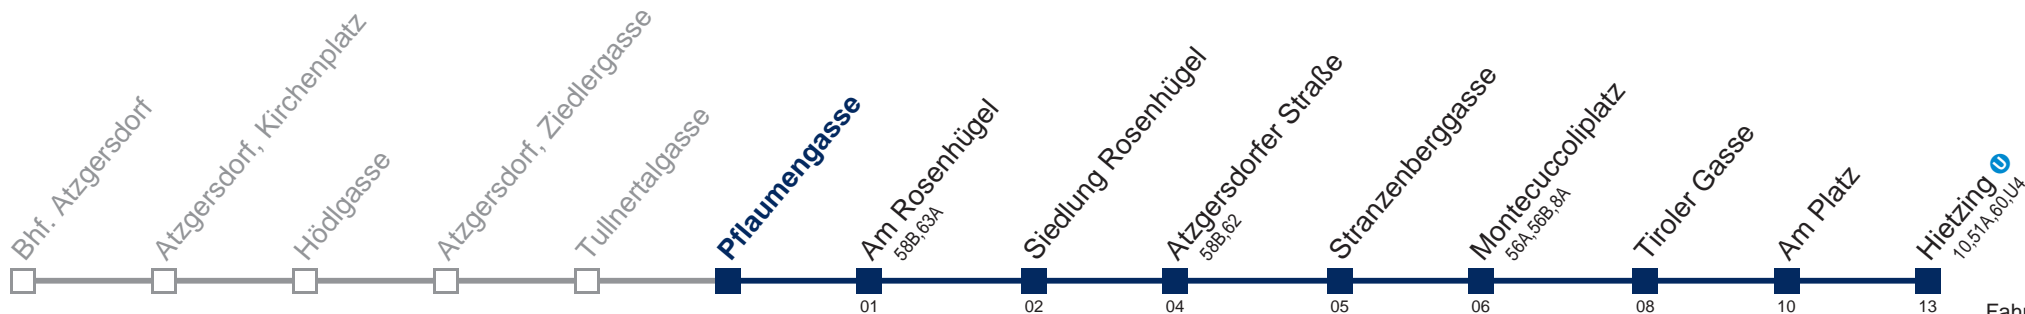 Bhf. Atzgersdorf
Atzgersdorf, Kirchenplatz
Hödlgasse
Atzgersdorf, Ziedlergasse
Tullnertalgasse
Pflaumengasse
Am Rosenhügel
58B,63A
01
Siedlung Rosenhügel
02
Atzgersdorfer Straße
58B,62
04
Stranzenberggasse
05
Montecuccoliplatz
56A,56B,8A
06
Tiroler Gasse
08
Am Platz
10
Hietzing U
10,51A,60,U4
13